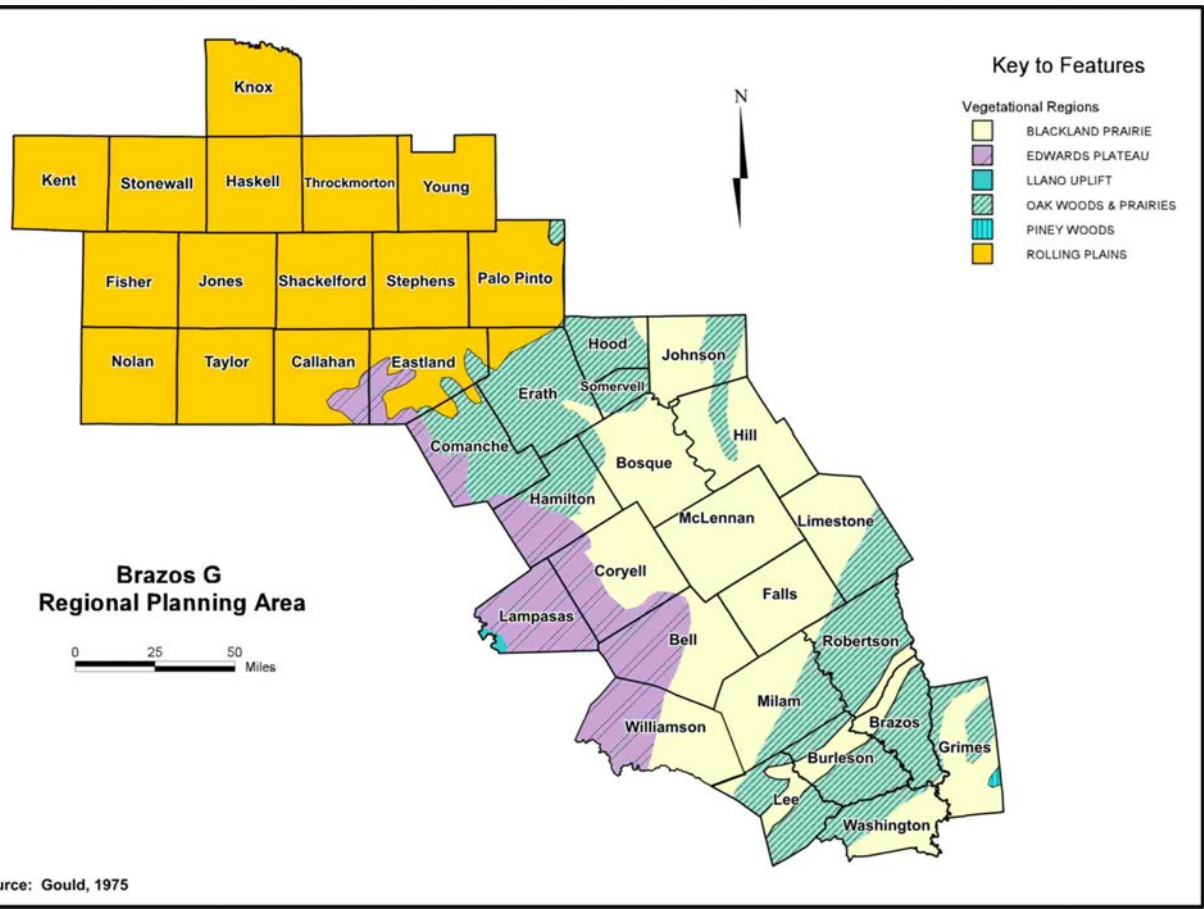 Key to Features
Vegetational Regions
BLACKLAND PRAIRIE
EDWARDS PLATEAU
LLANO UPLIFT
OAK WOODS & PRAIRIES
PINEY WOODS
ROLLING PLAINS
N
Knox
Kent
Stonewall
Haskell
Throckmorton
Young
Fisher
Jones
Shackelford
Stephens
Palo Pinto
Nolan
Taylor
Callahan
Eastland
Hood
Johnson
Somervell
Erath
Comanche
Hill
Bosque
Hamilton
McLennan
Limestone
Coryell
Falls
Lampasas
Bell
Robertson
Milam
Williamson
Brazos
Grimes
Burleson
Lee
Washington
Brazos G
Regional Planning Area
0 25 50
Miles
urce: Gould, 1975